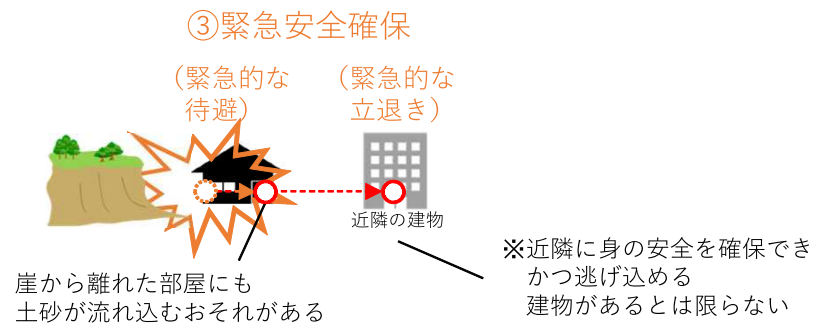 ③緊急安全確保
（緊急的な
待避）
（緊急的な
立退き）
近隣の建物
崖から離れた部屋にも
土砂が流れ込むおそれがある
※近隣に身の安全を確保でき
かつ逃げ込める
建物があるとは限らない